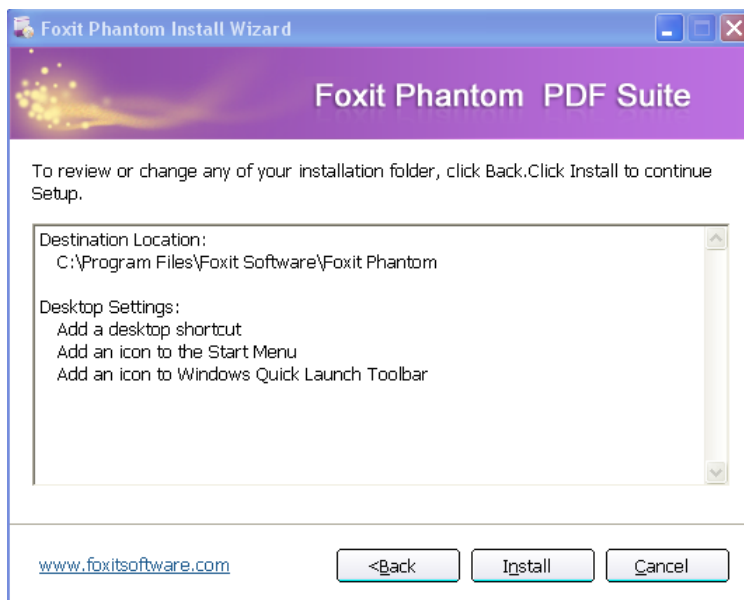 Foxit Phantom Install Wizard
Foxit Phantom PDF Suite
To review or change any of your installation folder, click Back.Click Install to continue
Setup.
Destination Location:
C:\Program Files\Foxit Software\Foxit Phantom
Desktop Settings:
Add a desktop shortcut
Add an icon to the Start Menu
Add an icon to Windows Quick Launch Toolbar
www.foxitsoftware.com
<Back
Install
Cancel